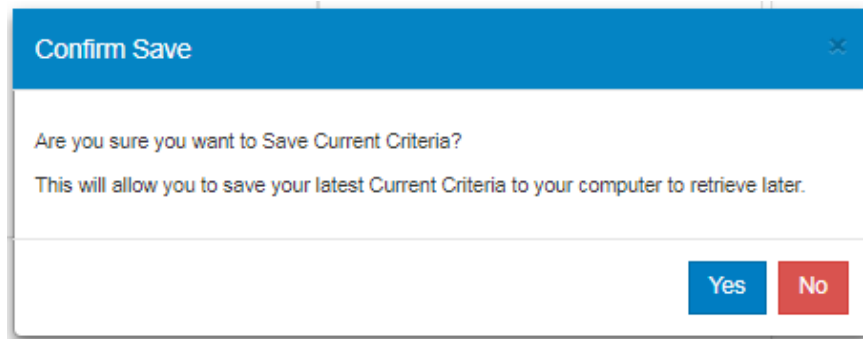 Confirm Save
×
Are you sure you want to Save Current Criteria?
This will allow you to save your latest Current Criteria to your computer to retrieve later.
Yes No